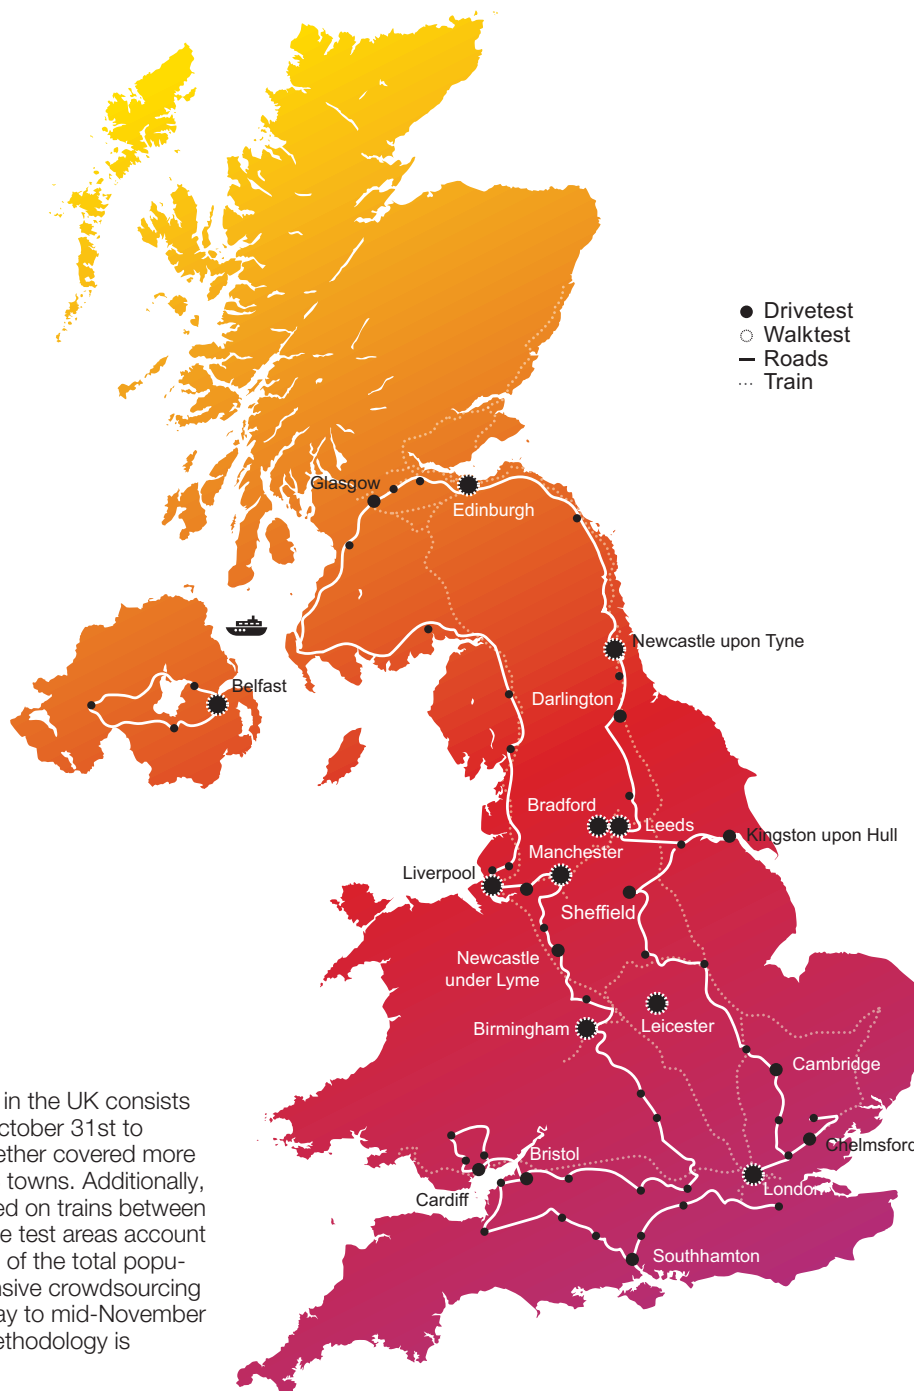 Drivetest
Walktest
Roads
Train
Glasgow
Edinburgh
Newcastle upon Tyne
Belfast
Darlington
Bradford
Leeds
Kingston upon Hull
Manchester
Liverpool
Sheffield
Newcastle
under Lyme
Birmingham
Leicester
Cambridge
Chelmsford
Bristol
Cardiff
London
Southhamton
in the UK consists
ctober 31st to
ether covered more
towns. Additionally,
ed on trains between
e test areas account
of the total popu-
nsive crowdsourcing
ay to mid-November
ethodology is